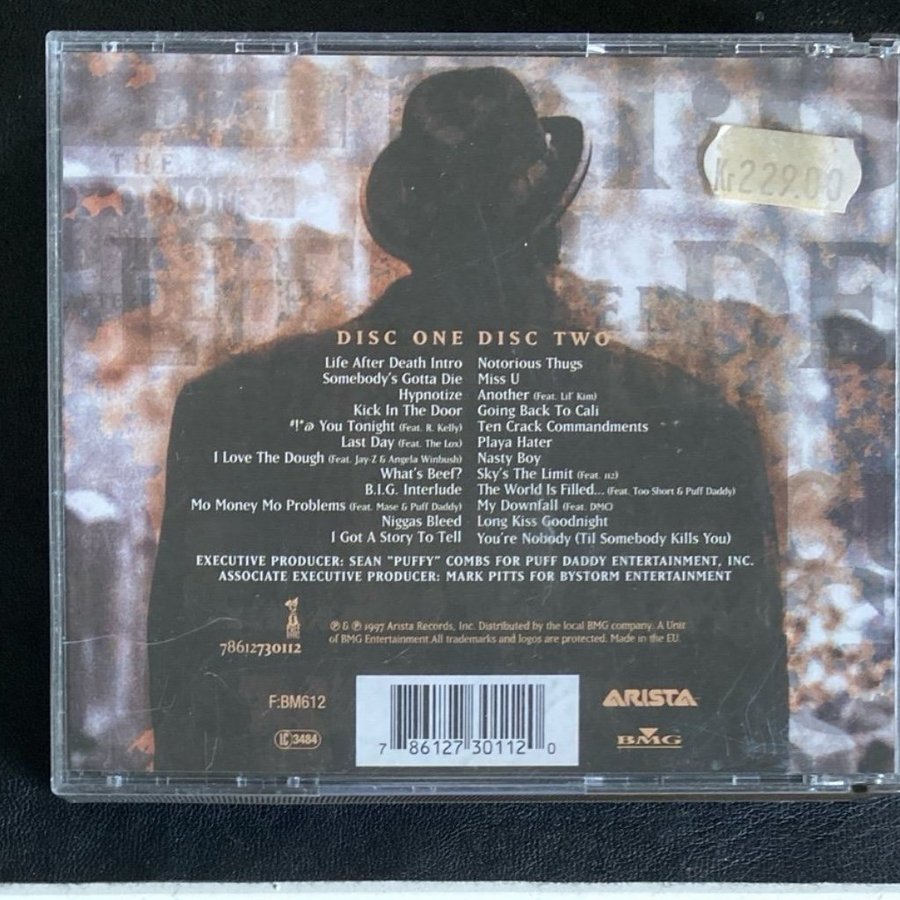 THE
Kr229.00
DISC ONE DISC TWO
Life After Death Intro Notorious Thugs
Somebody's Gotta Die Miss U
Hypnotize Another (Feat. Lil' Kim)
Kick In The Door Going Back To Cali
*!*@ You Tonight (Feat. R. Kelly) Ten Crack Commandments
Last Day (Feat. The Lox) Playa Hater
I Love The Dough (Feat. Jay-Z & Angela Winbush) Nasty Boy
What's Beef? Sky's The Limit (Feat. 112)
B.I.G. Interlude The World Is Filled... (Feat. Too Short & Puff Daddy)
Mo Money Mo Problems (Feat. Mase & Puff Daddy) My Downfall (Feat. DMC)
Niggas Bleed Long Kiss Goodnight
I Got A Story To Tell You're Nobody (Til Somebody Kills You)
EXECUTIVE PRODUCER: SEAN "PUFFY" COMBS FOR PUFF DADDY ENTERTAINMENT, INC.
ASSOCIATE EXECUTIVE PRODUCER: MARK PITTS FOR BYSTORM ENTERTAINMENT
℗ & ℗ 1997 Arista Records, Inc. Distributed by the local BMG company. A Unit
of BMG Entertainment.All trademarks and logos are protected. Made in the EU.
78612730112
F:BM612
LC 3484
7 86127 30112 0
ARISTA
BMG